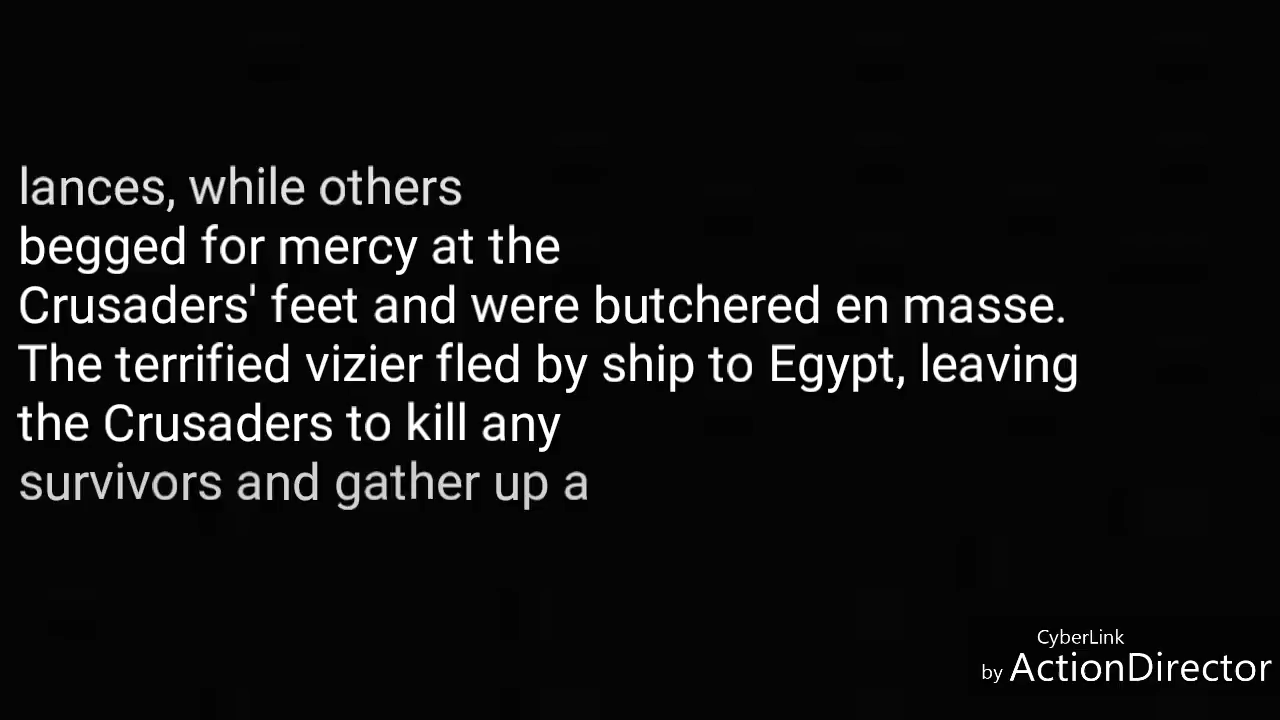 lances, while others
begged for mercy at the
Crusaders' feet and were butchered en masse.
The terrified vizier fled by ship to Egypt, leaving
the Crusaders to kill any
survivors and gather up a
CyberLink
by ActionDirector